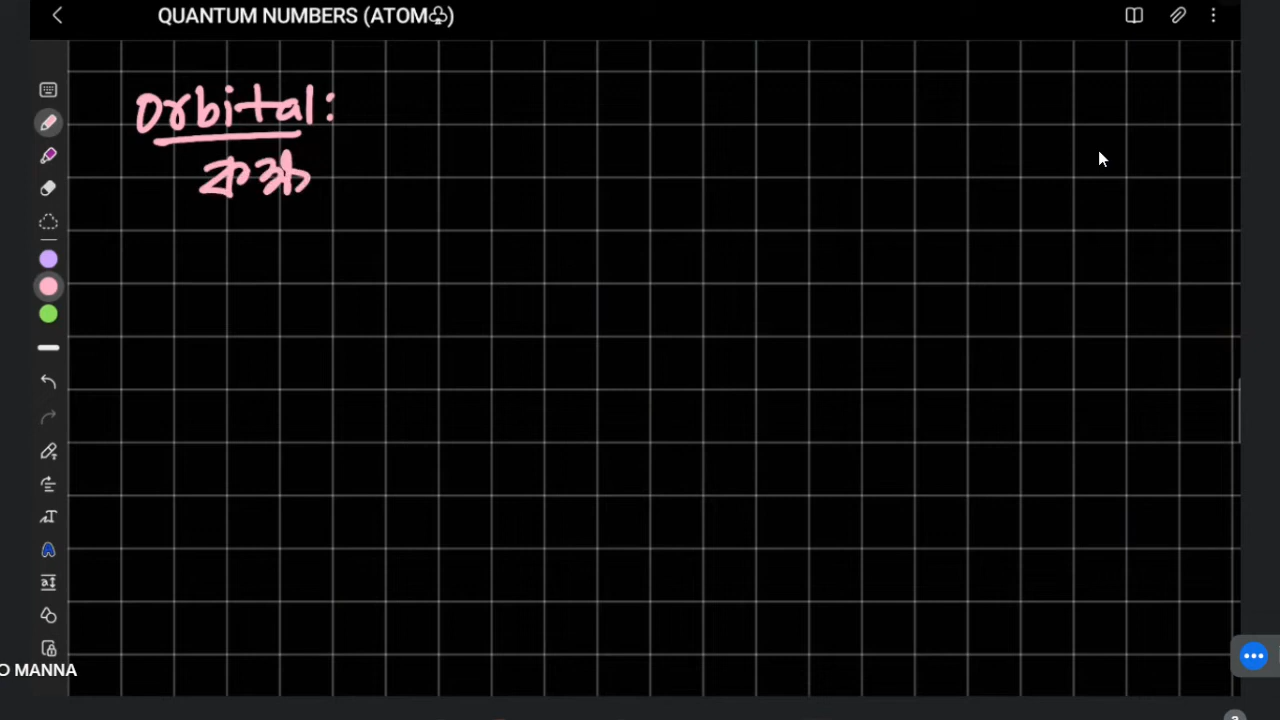 QUANTUM NUMBERS (ATOM♧)
Orbital:
কক্ষ
O MANNA